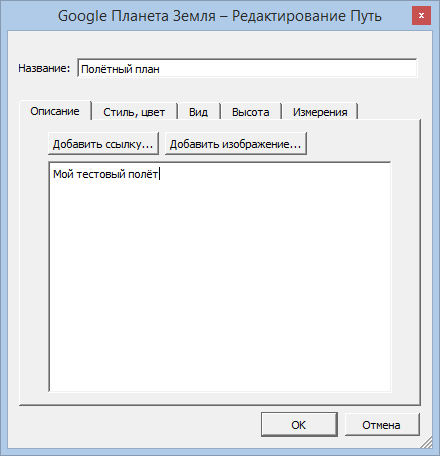 Google Планета Земля – Редактирование Путь
x
Название: Полётный план
Описание Стиль, цвет Вид Высота Измерения
Добавить ссылку... Добавить изображение...
Мой тестовый полёт
OK Отмена